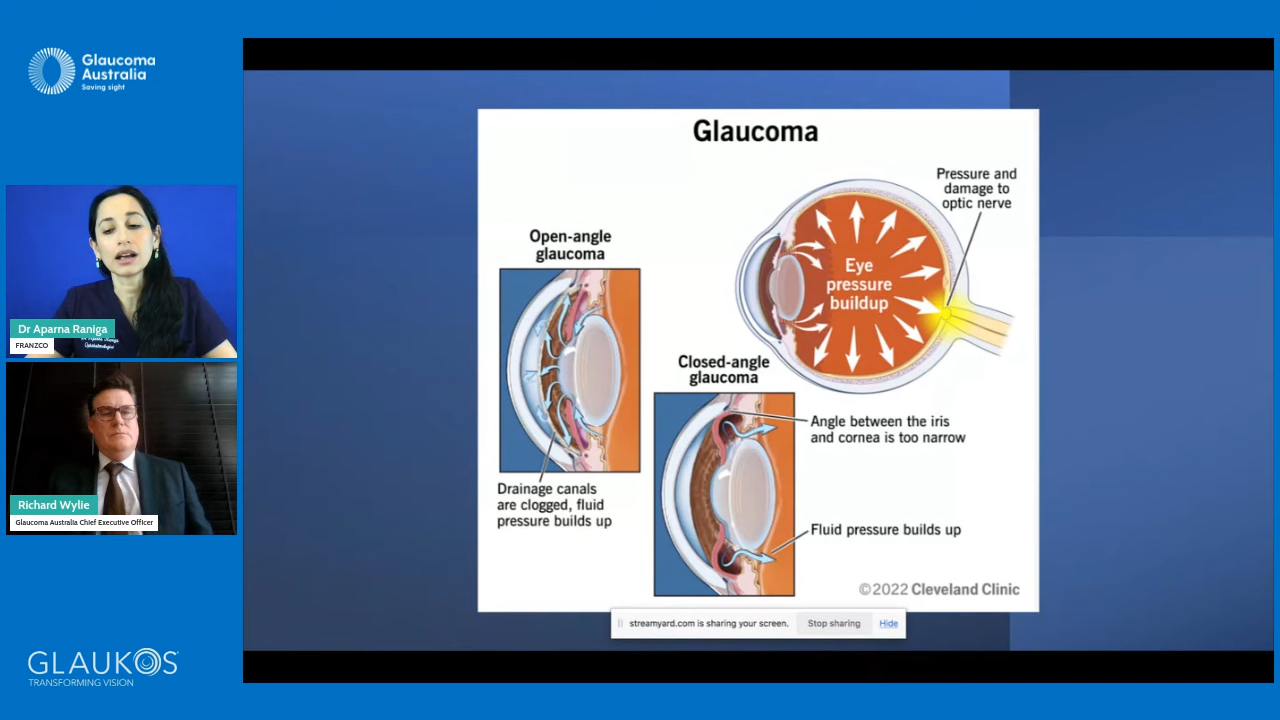 Glaucoma
Australia
Saving sight
Dr Aparna Raniga
FRANZCO
Richard Wylie
Glaucoma Australia Chief Executive Officer
GLAUKOS
TRANSFORMING VISION
Glaucoma
Pressure and
damage to
optic nerve
Open-angle
glaucoma
Eye
pressure
buildup
Closed-angle
glaucoma
Angle between the iris
and cornea is too narrow
Drainage canals
are clogged, fluid
pressure builds up
Fluid pressure builds up
©2022 Cleveland Clinic
streamyard.com is sharing your screen.
Stop sharing
Hide